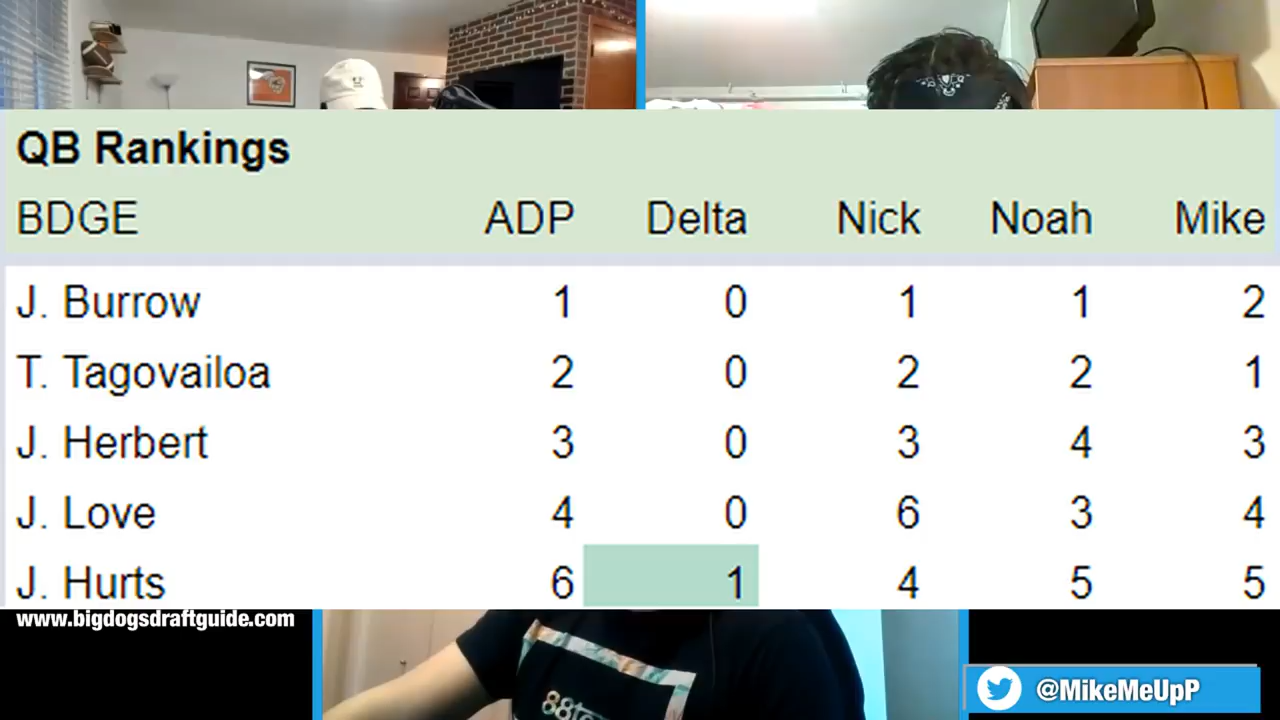 QB Rankings
BDGE ADP Delta Nick Noah Mike
J. Burrow 1 0 1 1 2
T. Tagovailoa 2 0 2 2 1
J. Herbert 3 0 3 4 3
J. Love 4 0 6 3 4
J. Hurts 6 1 4 5 5
www.bigdogsdraftguide.com
@MikeMeUpP